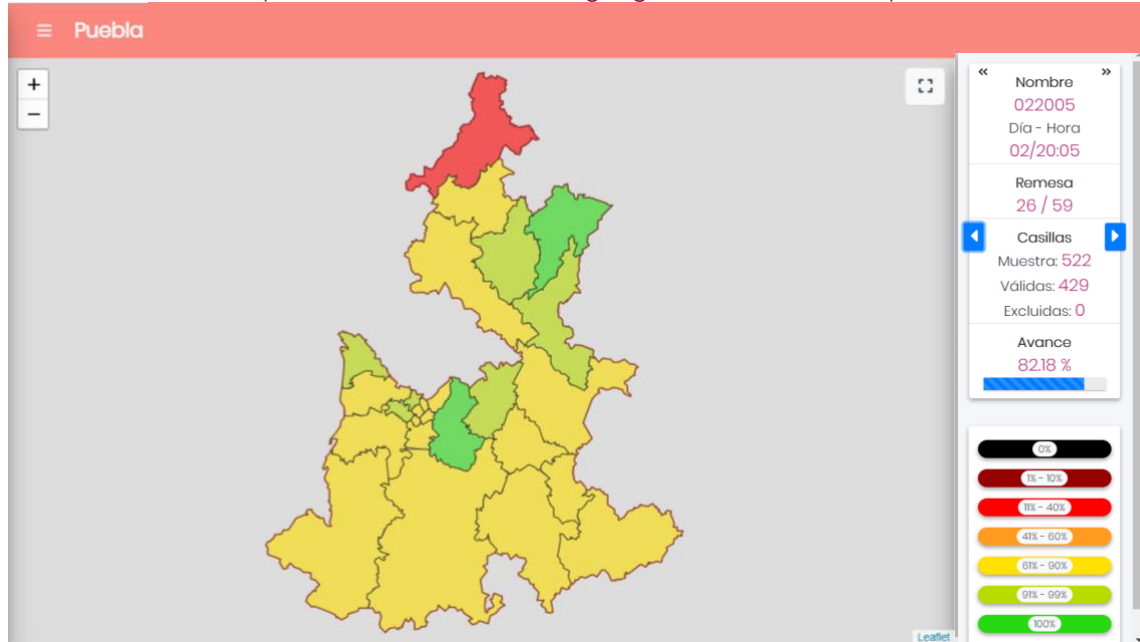 Puebla
+
−
« Nombre »
022005
Día - Hora
02/20:05
Remesa
26 / 59
Casillas
Muestra: 522
Válidas: 429
Excluidas: 0
Avance
82.18 %
0%
1% - 10%
11% - 40%
41% - 60%
61% - 90%
91% - 99%
100%
Leaflet